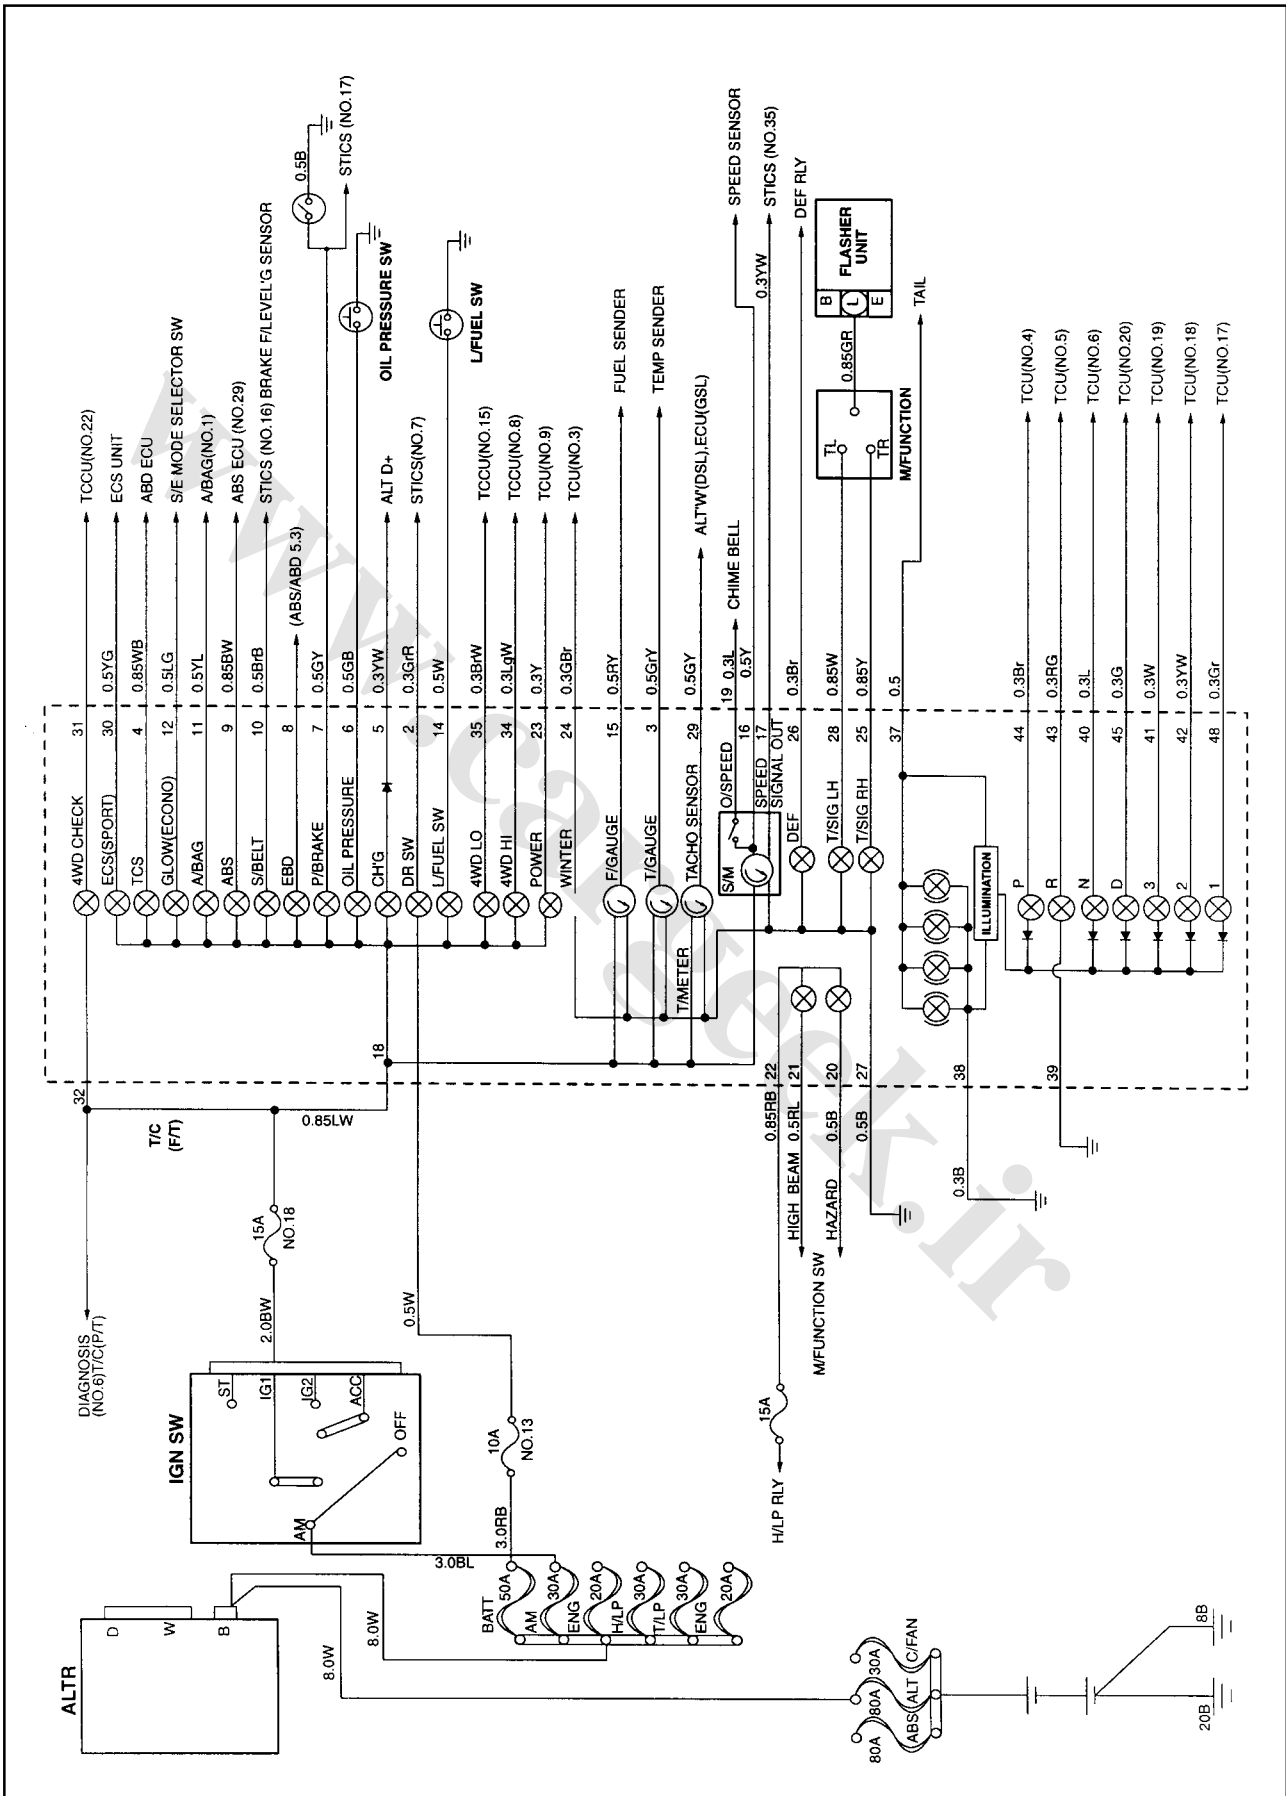 ALTR
D
W
B
8.0W
8.0W
IGN SW
AM
ST
IG1
IG2
ACC
OFF
3.0BL
3.0RB
BATT
50A
AM
30A
ENG
20A
H/LP
30A
T/LP
30A
ENG
20A
80A
ABS
80A
ALT
30A
C/FAN
20B
8B
DIAGNOSIS
(NO.6)T/C(P/T)
2.0BW
15A
NO.18
10A
NO.13
0.5W
T/C
(F/T)
0.85LW
32
18
H/LP RLY
15A
M/FUNCTION SW
HIGH BEAM
HAZARD
0.85RB
22
0.5RL
21
0.5B
20
0.5B
27
0.3B
38
39
4WD CHECK
31
TCCU(NO.22)
ECS(SPORT)
30
0.5YG
ECS UNIT
TCS
4
0.85WB
ABD ECU
GLOW(ECONO)
12
0.5LG
S/E MODE SELECTOR SW
A/BAG
11
0.5YL
A/BAG(NO.1)
ABS
9
0.85BW
ABS ECU (NO.29)
S/BELT
10
0.5BrB
STICS (NO.16) BRAKE F/LEVEL'G SENSOR
EBD
8
(ABS/ABD 5.3)
P/BRAKE
7
0.5GY
0.5B
STICS (NO.17)
OIL PRESSURE
6
0.5GB
OIL PRESSURE SW
CH'G
5
0.3YW
ALT D+
DR SW
2
0.3GrR
STICS(NO.7)
L/FUEL SW
14
0.5W
L/FUEL SW
4WD LO
35
0.3BrW
TCCU(NO.15)
4WD HI
34
0.3LgW
TCCU(NO.8)
POWER
23
0.3Y
TCU(NO.9)
WINTER
24
0.3GBr
TCU(NO.3)
F/GAUGE
15
0.5RY
FUEL SENDER
T/GAUGE
3
0.5GrY
TEMP SENDER
T/METER
TACHO SENSOR
29
0.5GY
ALT'W'(DSL),ECU(GSL)
S/M
O/SPEED
19
0.3L
CHIME BELL
16
0.5Y
SPEED SENSOR
SPEED
SIGNAL OUT
17
0.3YW
STICS (NO.35)
DEF
26
0.3Br
DEF RLY
T/SIG LH
28
0.85W
T/SIG RH
25
0.85Y
TL
TR
M/FUNCTION
0.85GR
B
L
E
FLASHER
UNIT
37
0.5
TAIL
ILLUMINATION
P
44
0.3Br
TCU(NO.4)
R
43
0.3RG
TCU(NO.5)
N
40
0.3L
TCU(NO.6)
D
45
0.3G
TCU(NO.20)
3
41
0.3W
TCU(NO.19)
2
42
0.3YW
TCU(NO.18)
1
48
0.3Gr
TCU(NO.17)
www.cargeek.ir